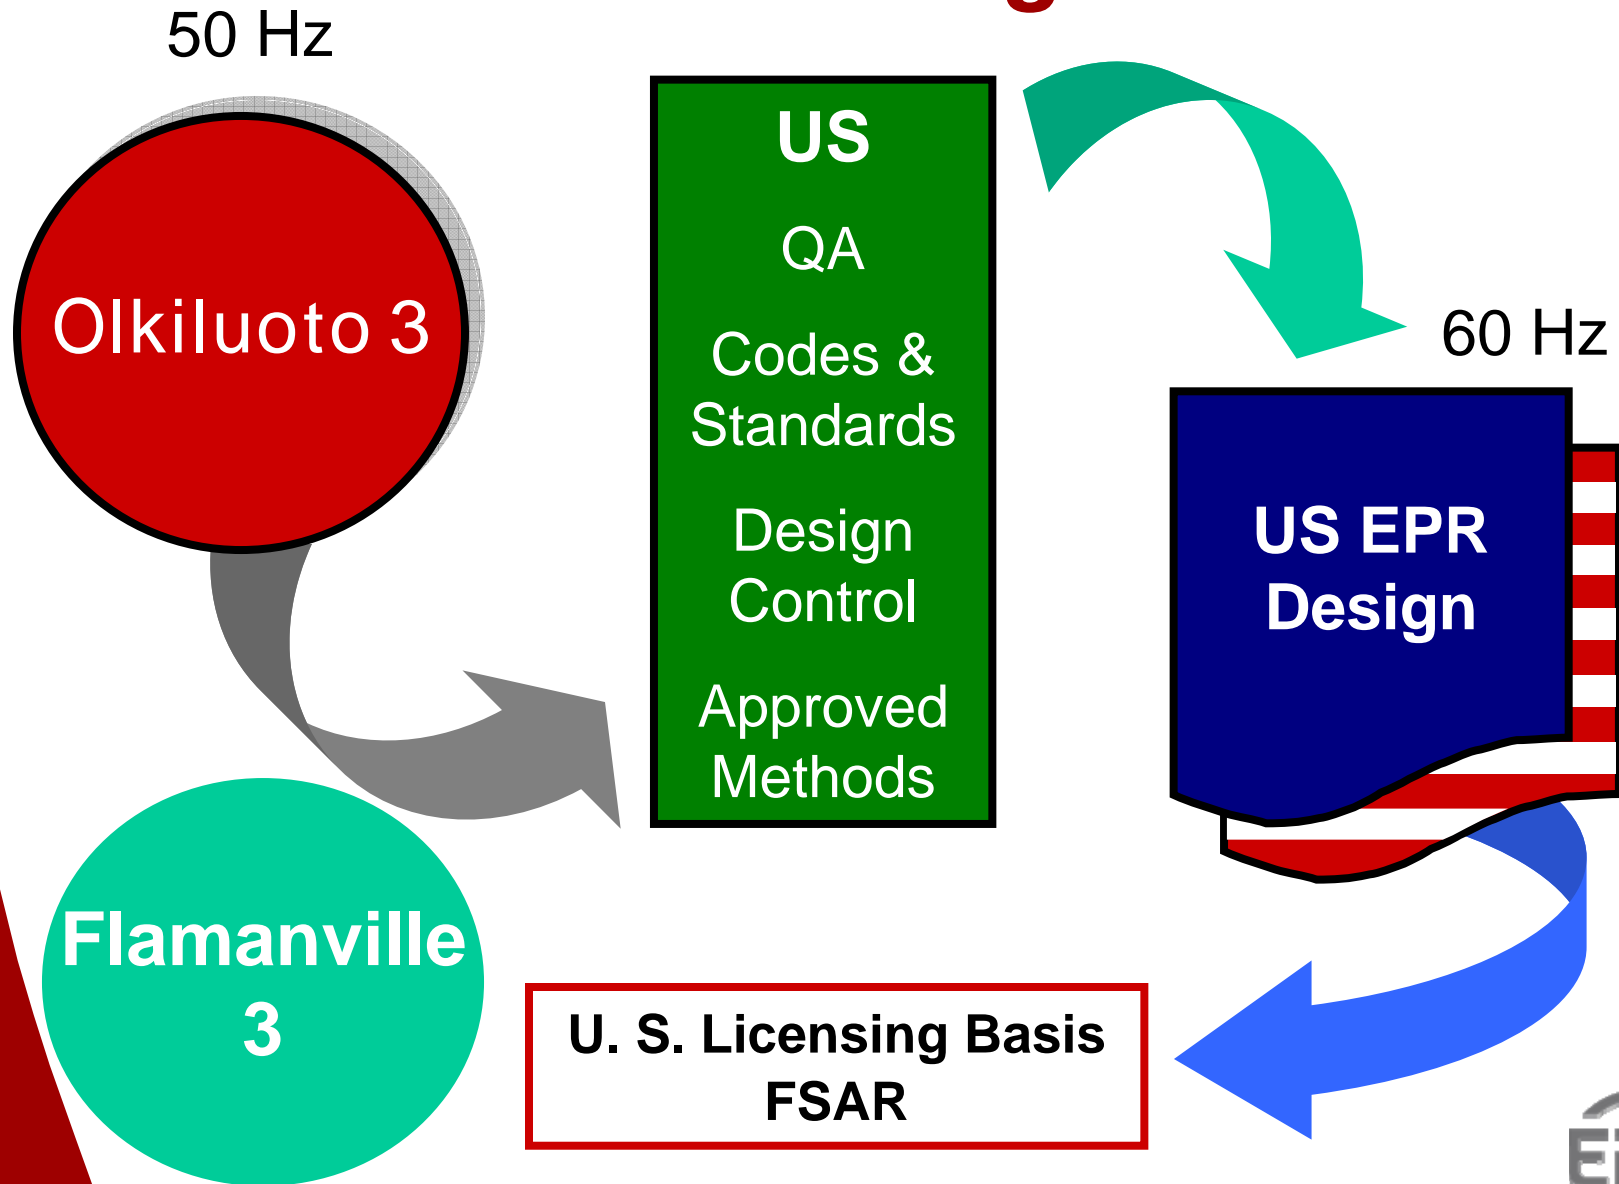 50 Hz
Olkiluoto 3
US
QA
Codes &
Standards
Design
Control
Approved
Methods
60 Hz
US EPR
Design
Flamanville
3
U. S. Licensing Basis
FSAR